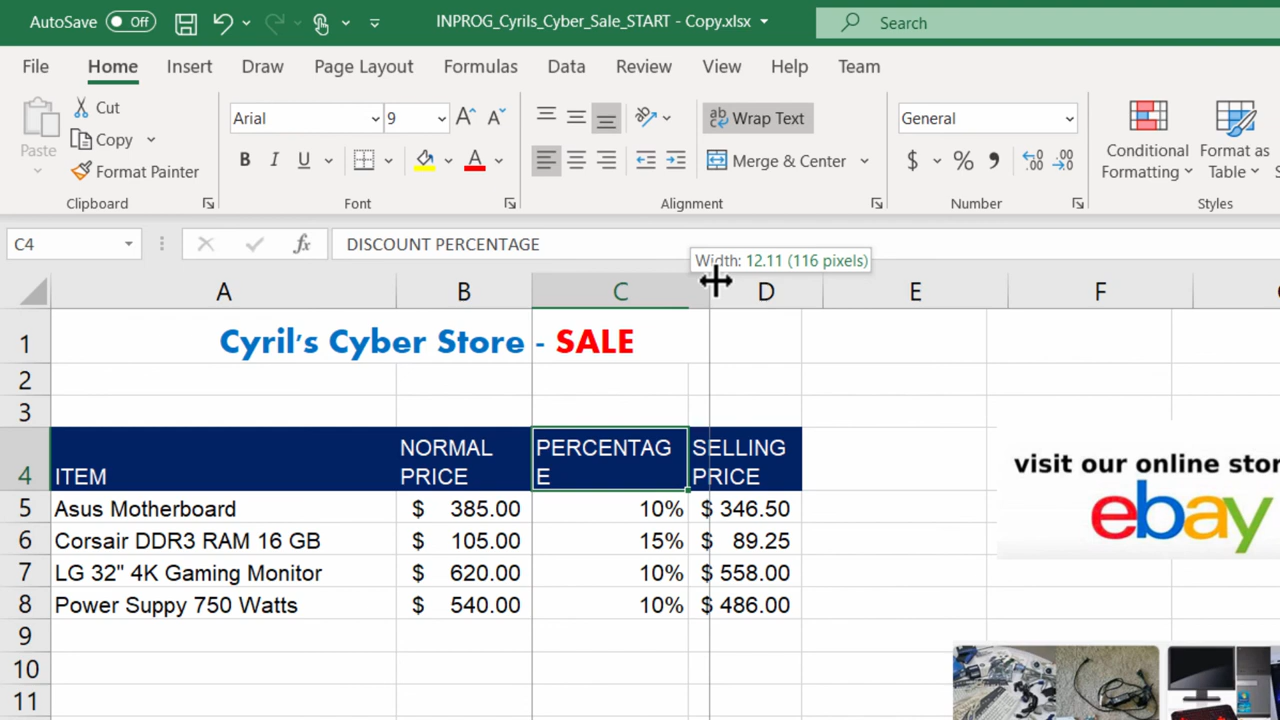 AutoSave Off INPROG_Cyrils_Cyber_Sale_START - Copy.xlsx Search
File Home Insert Draw Page Layout Formulas Data Review View Help Team
Paste
Cut
Copy
Format Painter
Clipboard
Arial 9 A A
B I U A
Font
ab Wrap Text
Merge & Center
Alignment
General
$ % , .00 .00
Number
Conditional Formatting
Format as Table
Styles
C4 fx DISCOUNT PERCENTAGE
Width: 12.11 (116 pixels)
A B C D E F
1 Cyril's Cyber Store - SALE
2
3
4 ITEM NORMAL PRICE PERCENTAGE SELLING PRICE
5 Asus Motherboard $ 385.00 10% $ 346.50
6 Corsair DDR3 RAM 16 GB $ 105.00 15% $ 89.25
7 LG 32" 4K Gaming Monitor $ 620.00 10% $ 558.00
8 Power Suppy 750 Watts $ 540.00 10% $ 486.00
9
10
11
visit our online stor
ebay